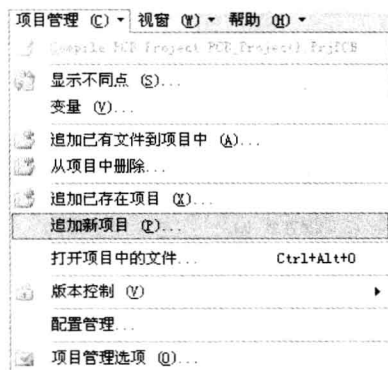 项目管理 (C) 视窗 (W) 帮助 (H)
Compile PCB Project PCB_Project1.PrjPCB
显示不同点 (S)...
变量 (V)...
追加已有文件到项目中 (A)...
从项目中删除...
追加已存在项目 (X)...
追加新项目 (P)...
打开项目中的文件... Ctrl+Alt+O
版本控制 (V)
配置管理...
项目管理选项 (O)...